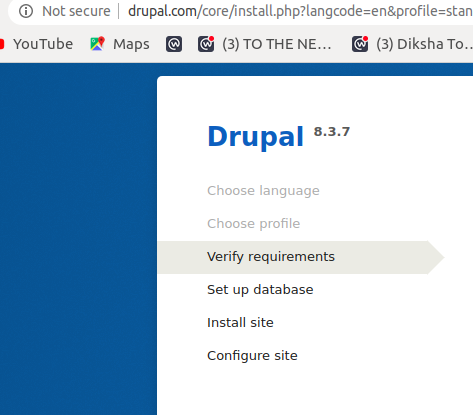 Not secure | drupal.com/core/install.php?langcode=en&profile=stan
YouTube Maps (3) TO THE NE... (3) Diksha To...
Drupal 8.3.7
Choose language
Choose profile
Verify requirements
Set up database
Install site
Configure site